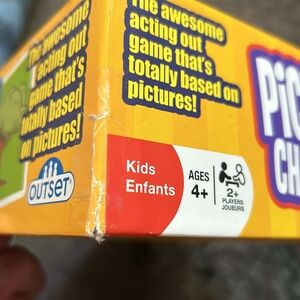 The awesome
acting out
game that's
totally based
on pictures!
OUTSET
The awesome
acting out
game that's
totally based on
pictures!
Kids
Enfants
AGES
4+
2+
PLAYERS
JOUEURS
PiC
CH